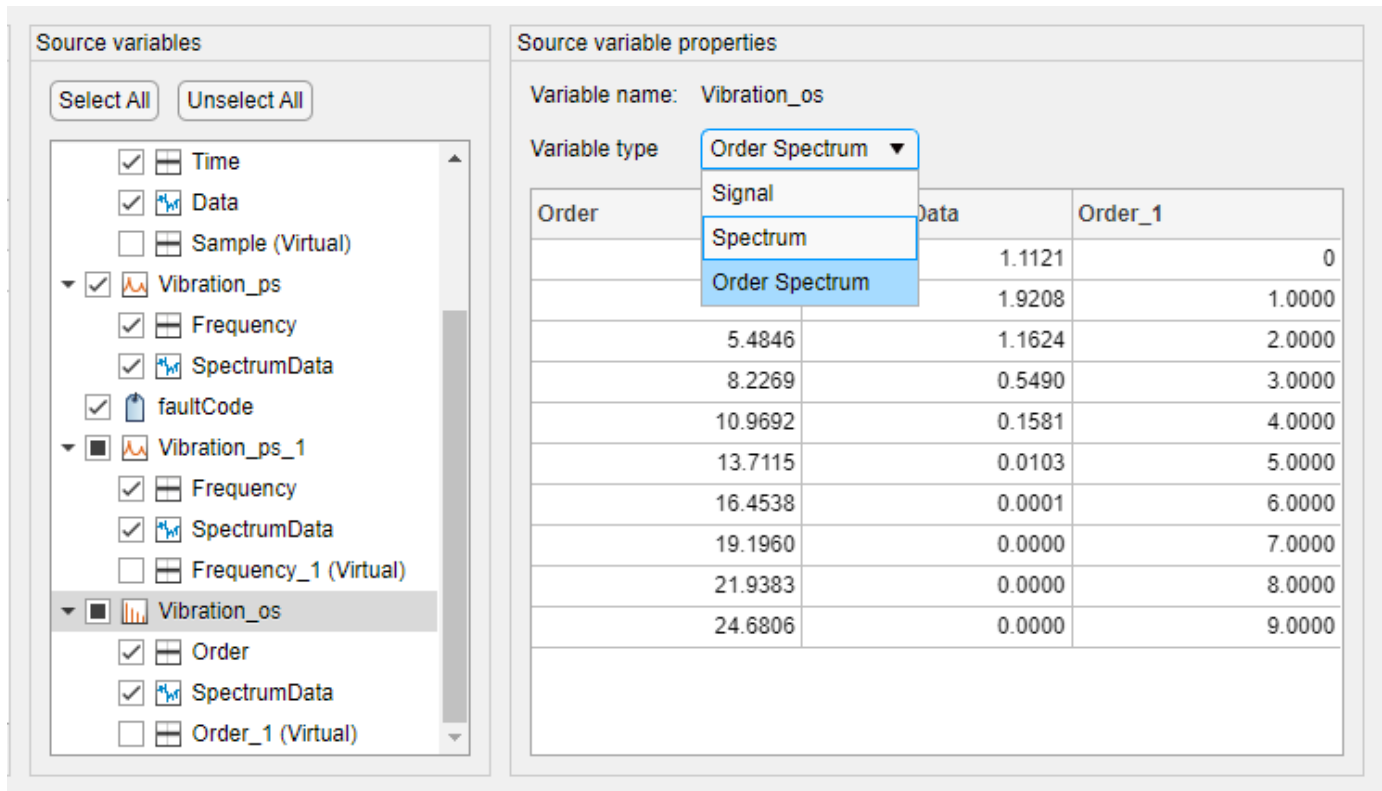 Source variables
Select All Unselect All
Time
Data
Sample (Virtual)
Vibration_ps
Frequency
SpectrumData
faultCode
Vibration_ps_1
Frequency
SpectrumData
Frequency_1 (Virtual)
Vibration_os
Order
SpectrumData
Order_1 (Virtual)
Source variable properties
Variable name: Vibration_os
Variable type Order Spectrum
Signal
Spectrum
Order Spectrum
Order Data Order_1
1.1121 0
1.9208 1.0000
5.4846 1.1624 2.0000
8.2269 0.5490 3.0000
10.9692 0.1581 4.0000
13.7115 0.0103 5.0000
16.4538 0.0001 6.0000
19.1960 0.0000 7.0000
21.9383 0.0000 8.0000
24.6806 0.0000 9.0000